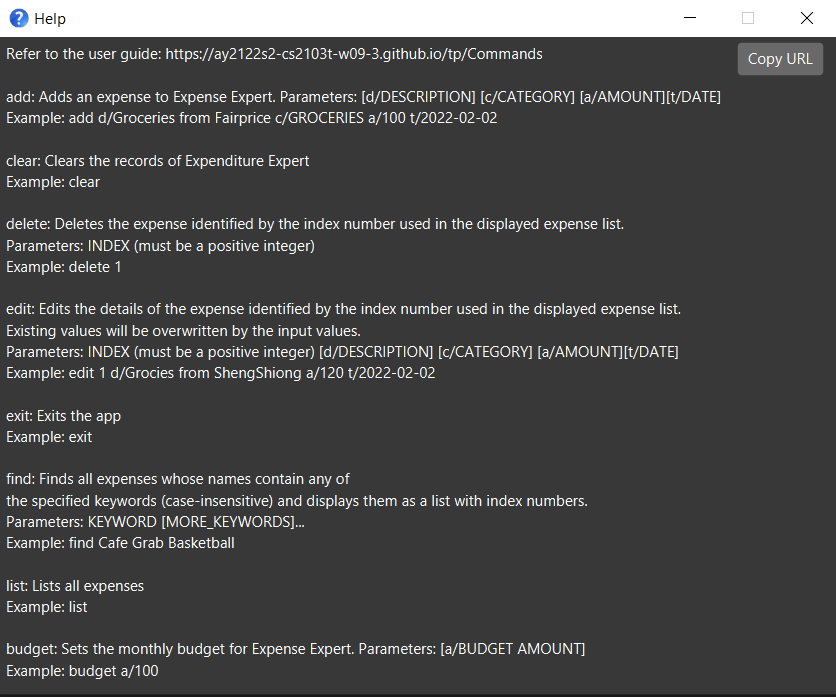 Help
Refer to the user guide: https://ay2122s2-cs2103t-w09-3.github.io/tp/Commands
Copy URL
add: Adds an expense to Expense Expert. Parameters: [d/DESCRIPTION] [c/CATEGORY] [a/AMOUNT][t/DATE]
Example: add d/Groceries from Fairprice c/GROCERIES a/100 t/2022-02-02
clear: Clears the records of Expenditure Expert
Example: clear
delete: Deletes the expense identified by the index number used in the displayed expense list.
Parameters: INDEX (must be a positive integer)
Example: delete 1
edit: Edits the details of the expense identified by the index number used in the displayed expense list.
Existing values will be overwritten by the input values.
Parameters: INDEX (must be a positive integer) [d/DESCRIPTION] [c/CATEGORY] [a/AMOUNT][t/DATE]
Example: edit 1 d/Grocies from ShengShiong a/120 t/2022-02-02
exit: Exits the app
Example: exit
find: Finds all expenses whose names contain any of
the specified keywords (case-insensitive) and displays them as a list with index numbers.
Parameters: KEYWORD [MORE_KEYWORDS]...
Example: find Cafe Grab Basketball
list: Lists all expenses
Example: list
budget: Sets the monthly budget for Expense Expert. Parameters: [a/BUDGET AMOUNT]
Example: budget a/100